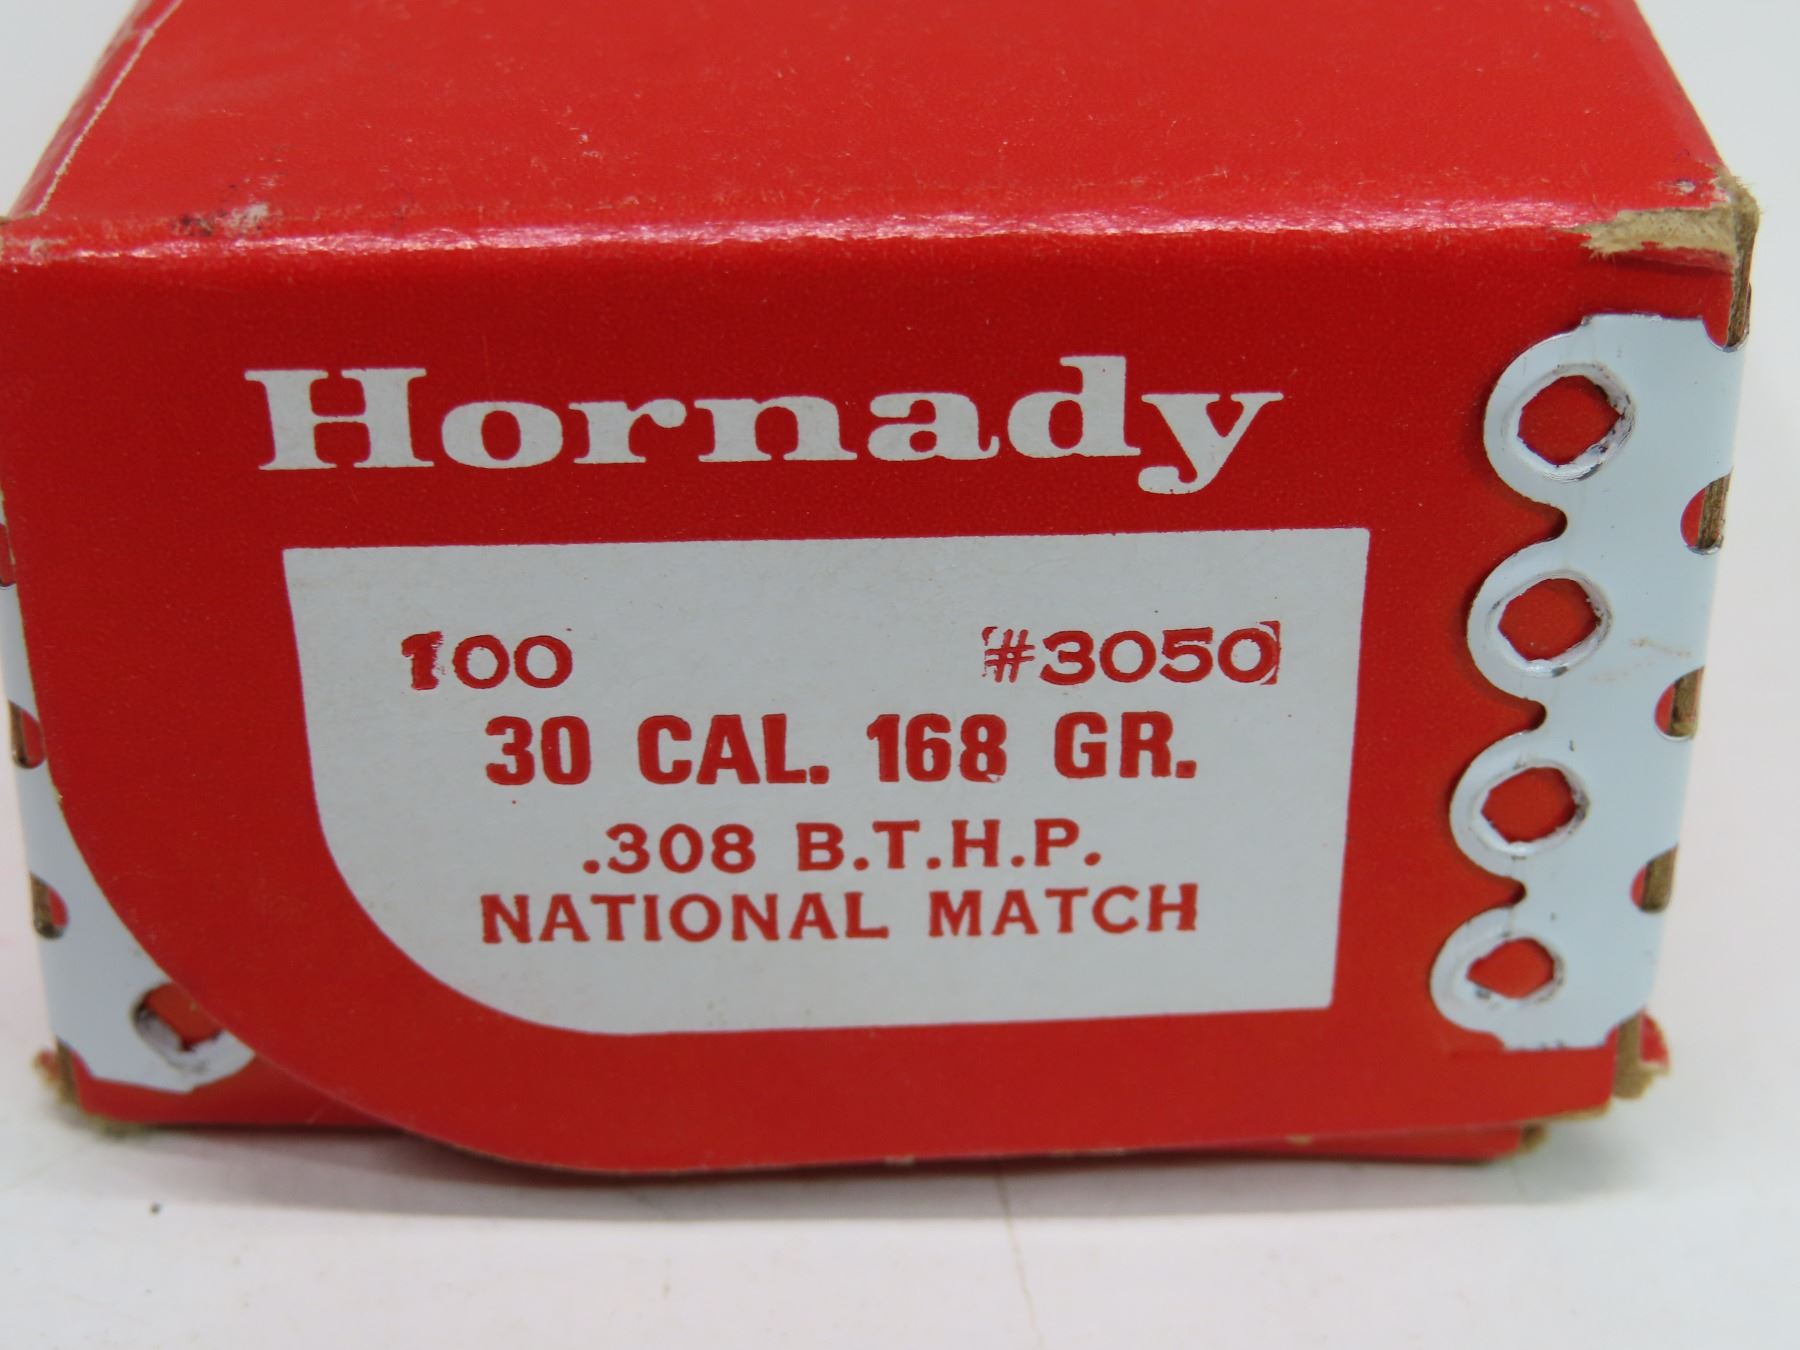 Hornady
100 #3050
30 CAL. 168 GR.
.308 B.T.H.P.
NATIONAL MATCH